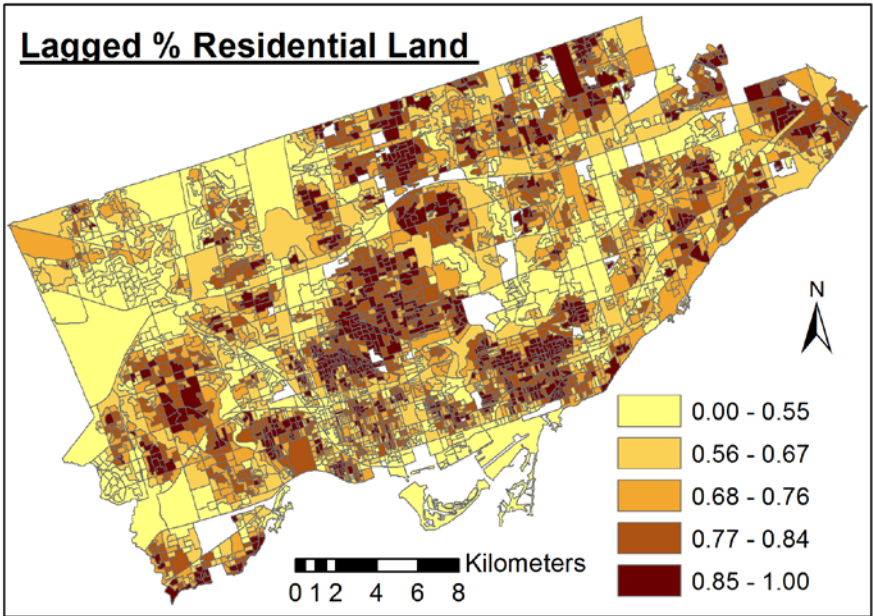 Lagged % Residential Land
N
0.00 - 0.55
0.56 - 0.67
0.68 - 0.76
0.77 - 0.84
0.85 - 1.00
Kilometers
0 1 2 4 6 8